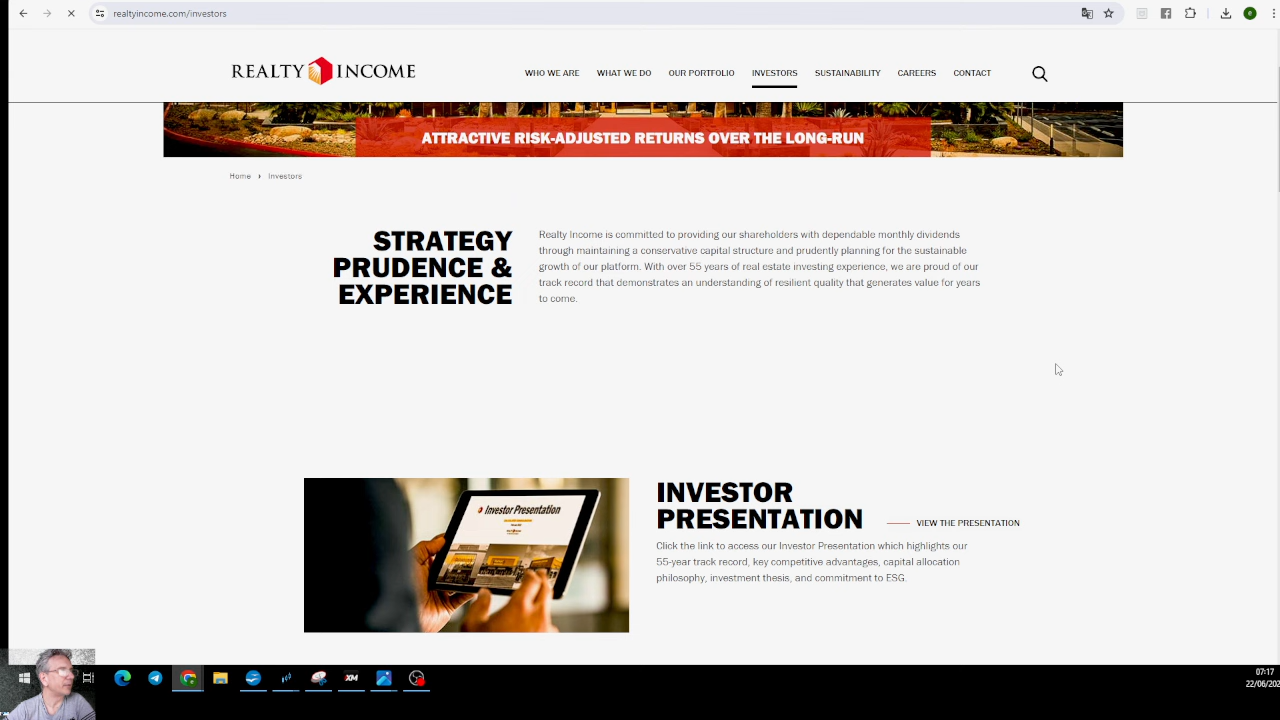 realtyincome.com/investors
REALTY INCOME
WHO WE ARE WHAT WE DO OUR PORTFOLIO INVESTORS SUSTAINABILITY CAREERS CONTACT
ATTRACTIVE RISK-ADJUSTED RETURNS OVER THE LONG-RUN
Home › Investors
STRATEGY
PRUDENCE &
EXPERIENCE
Realty Income is committed to providing our shareholders with dependable monthly dividends
through maintaining a conservative capital structure and prudently planning for the sustainable
growth of our platform. With over 55 years of real estate investing experience, we are proud of our
track record that demonstrates an understanding of resilient quality that generates value for years
to come.
Investor Presentation
INVESTOR
PRESENTATION
VIEW THE PRESENTATION
Click the link to access our Investor Presentation which highlights our
55-year track record, key competitive advantages, capital allocation
philosophy, investment thesis, and commitment to ESG.
XM
07:17
22/06/202